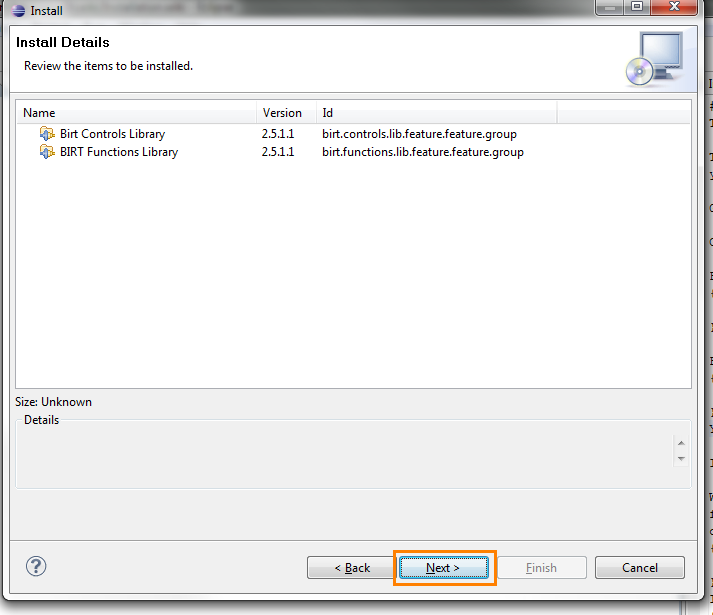 Install
Install Details
Review the items to be installed.
Name Version Id
Birt Controls Library 2.5.1.1 birt.controls.lib.feature.feature.group
BIRT Functions Library 2.5.1.1 birt.functions.lib.feature.feature.group
Size: Unknown
Details
? < Back Next > Finish Cancel